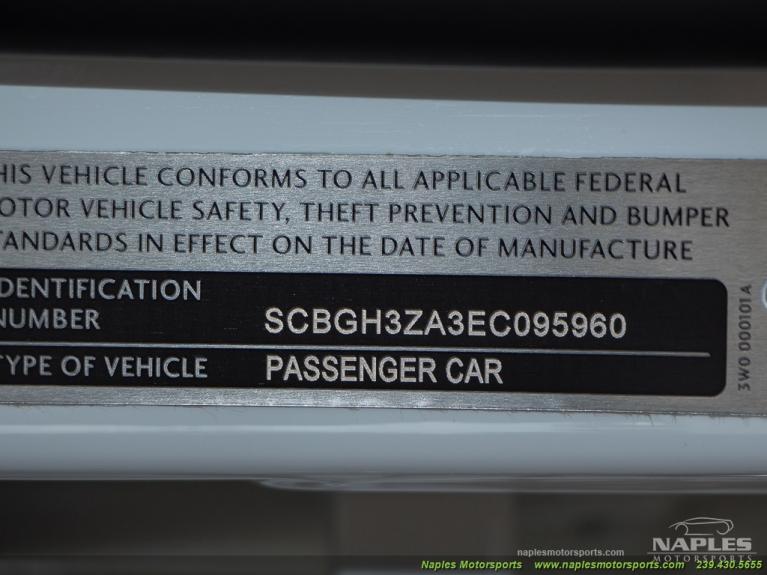 HIS VEHICLE CONFORMS TO ALL APPLICABLE FEDERAL
OTOR VEHICLE SAFETY, THEFT PREVENTION AND BUMPER
TANDARDS IN EFFECT ON THE DATE OF MANUFACTURE
DENTIFICATION
NUMBER SCBGH3ZA3EC095960
TYPE OF VEHICLE PASSENGER CAR
3W0 000101A
NAPLES
MOTORSPORTS
naplesmotorsports.com
Naples Motorsports www.naplesmotorsports.com 239.430.5655